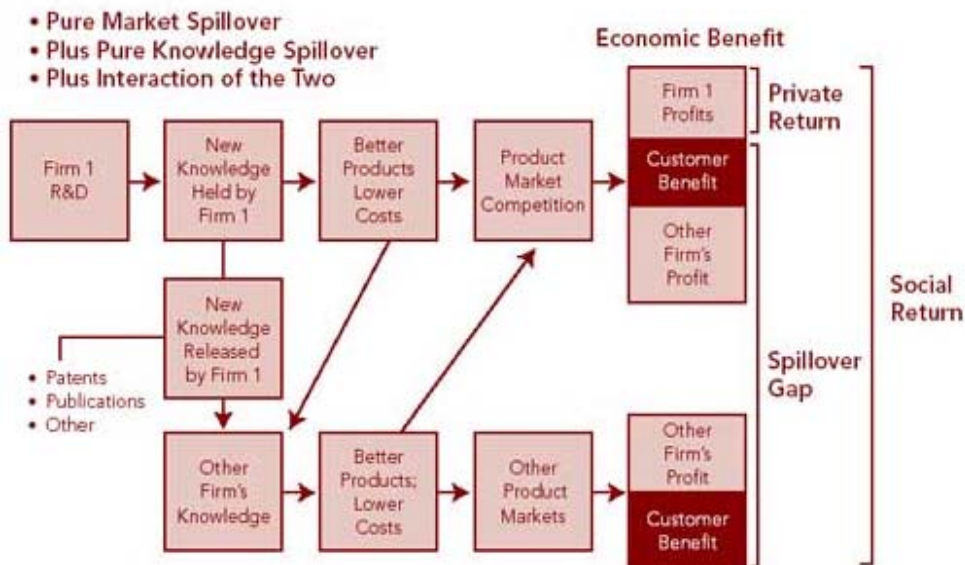 • Pure Market Spillover
• Plus Pure Knowledge Spillover
• Plus Interaction of the Two
Economic Benefit
Firm 1
R&D
New
Knowledge
Held by
Firm 1
Better
Products
Lower
Costs
Product
Market
Competition
Firm 1
Profits
Customer
Benefit
Other
Firm's
Profit
Private
Return
New
Knowledge
Released
by Firm 1
• Patents
• Publications
• Other
Other
Firm's
Knowledge
Better
Products;
Lower
Costs
Other
Product
Markets
Other
Firm's
Profit
Customer
Benefit
Spillover
Gap
Social
Return